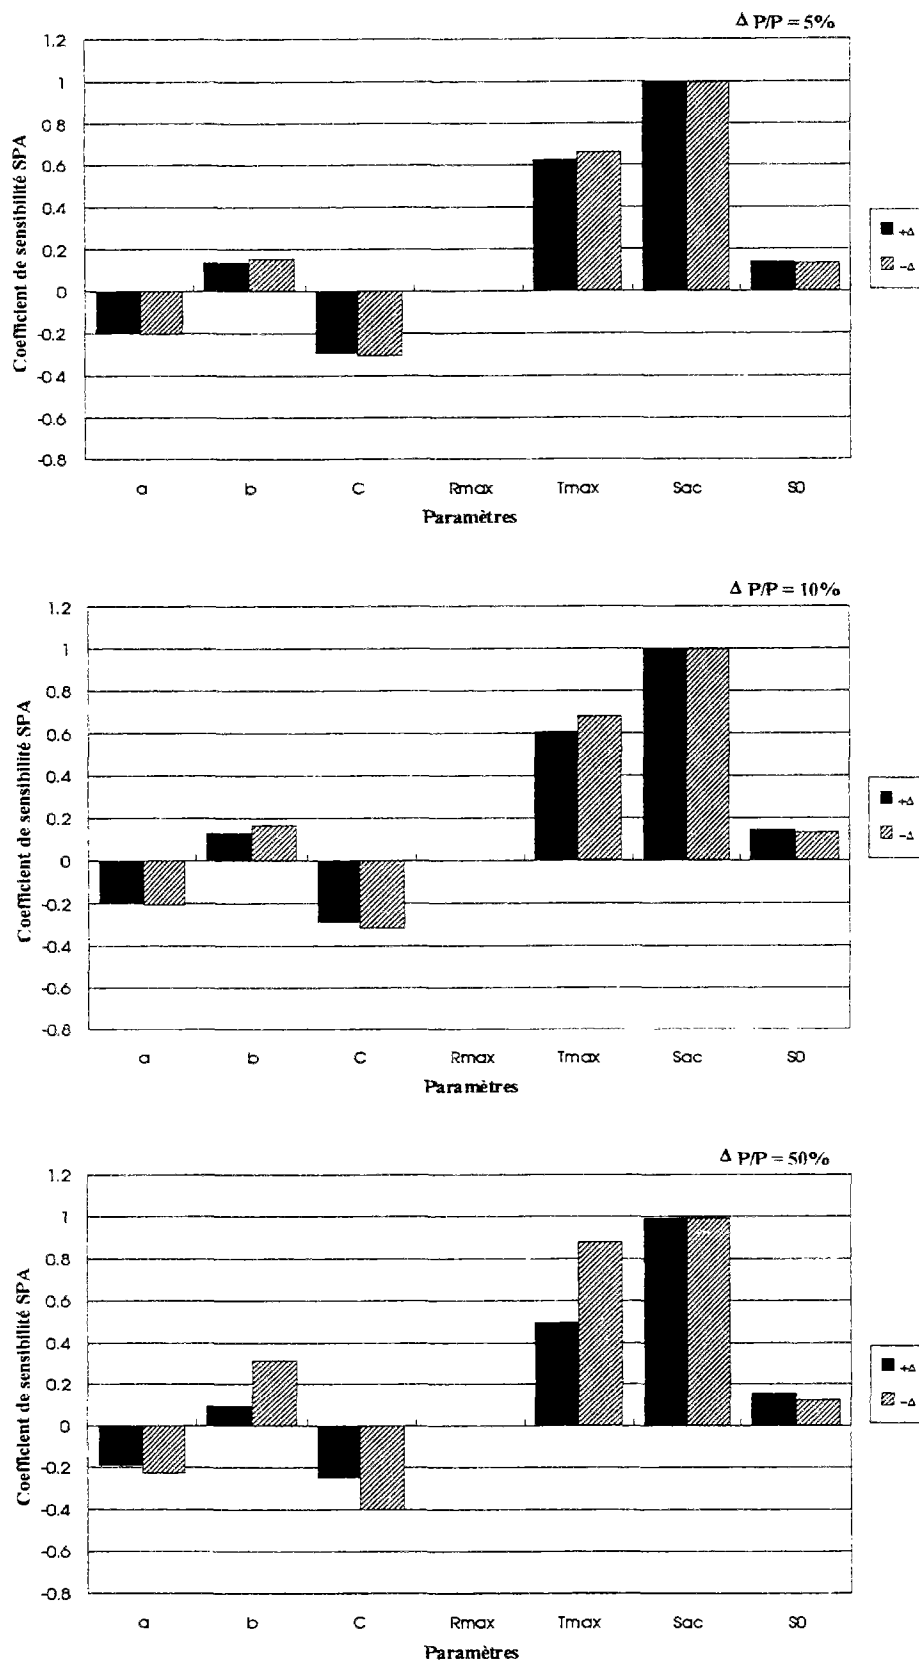 Δ P/P = 5%
Coefficient de sensibilité SPA
1.2
1
0.8
0.6
0.4
0.2
0
-0.2
-0.4
-0.6
-0.8
a b C Rmax Tmax Sac S0
Paramètres
+Δ
-Δ
Δ P/P = 10%
Coefficient de sensibilité SPA
1.2
1
0.8
0.6
0.4
0.2
0
-0.2
-0.4
-0.6
-0.8
a b C Rmax Tmax Sac S0
Paramètres
+Δ
-Δ
Δ P/P = 50%
Coefficient de sensibilité SPA
1.2
1
0.8
0.6
0.4
0.2
0
-0.2
-0.4
-0.6
-0.8
a b C Rmax Tmax Sac S0
Paramètres
+Δ
-Δ